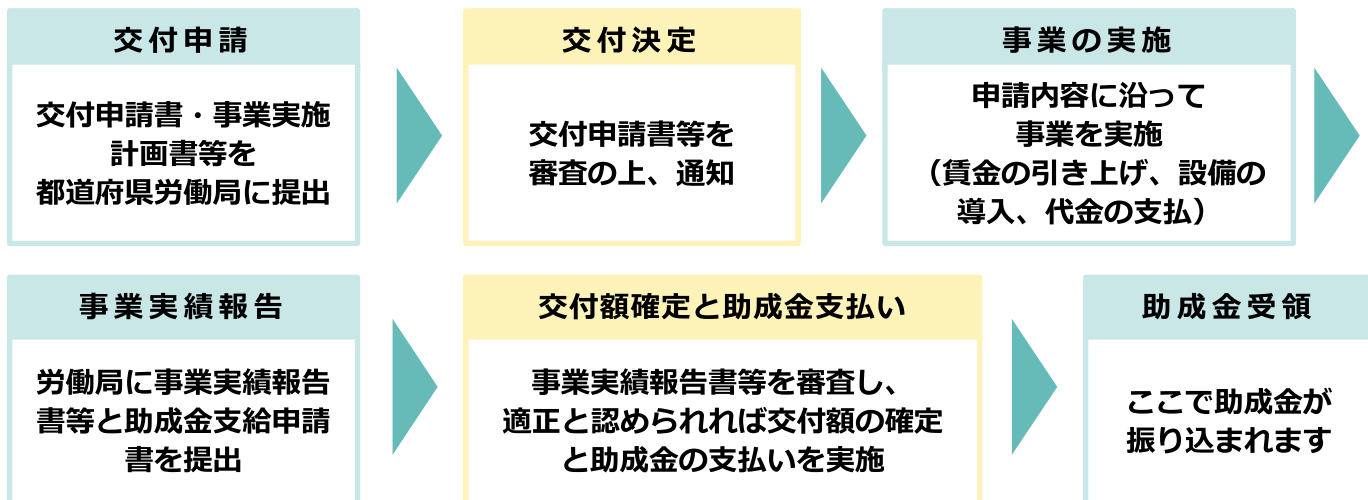 交付申請
交付申請書・事業実施
計画書等を
都道府県労働局に提出
交付決定
交付申請書等を
審査の上、通知
事業の実施
申請内容に沿って
事業を実施
（賃金の引き上げ、設備の
導入、代金の支払）
事業実績報告
労働局に事業実績報告
書等と助成金支給申請
書を提出
交付額確定と助成金支払い
事業実績報告書等を審査し、
適正と認められれば交付額の確定
と助成金の支払いを実施
助成金受領
ここで助成金が
振り込まれます